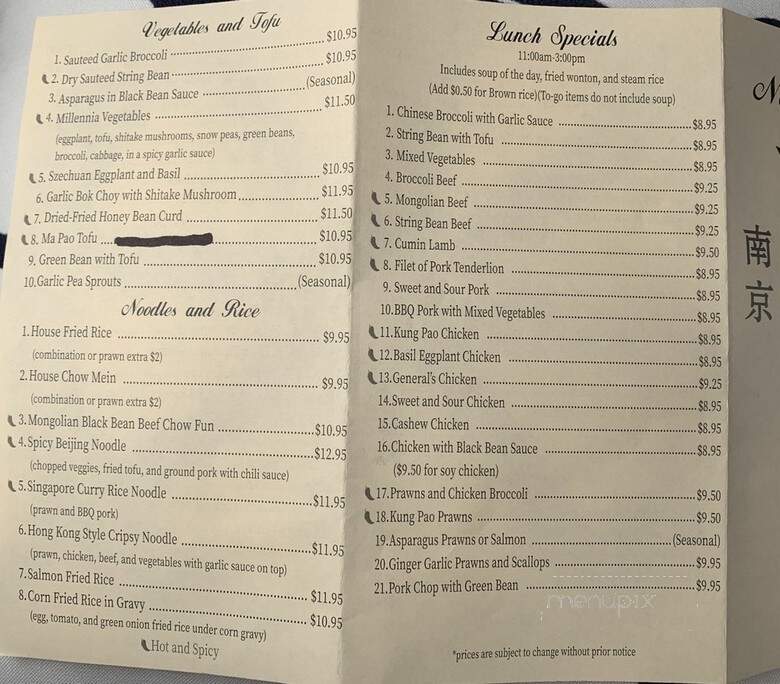 Vegetables and Tofu
1. Sauteed Garlic Broccoli $10.95
2. Dry Sauteed String Bean $10.95
3. Asparagus in Black Bean Sauce (Seasonal)
4. Millennia Vegetables $11.50
(eggplant, tofu, shitake mushrooms, snow peas, green beans,
broccoli, cabbage, in a spicy garlic sauce)
5. Szechuan Eggplant and Basil $10.95
6. Garlic Bok Choy with Shitake Mushroom $11.95
7. Dried-Fried Honey Bean Curd $11.50
8. Ma Pao Tofu $10.95
9. Green Bean with Tofu $10.95
10. Garlic Pea Sprouts (Seasonal)
Noodles and Rice
1. House Fried Rice $9.95
(combination or prawn extra $2)
2. House Chow Mein $9.95
(combination or prawn extra $2)
3. Mongolian Black Bean Beef Chow Fun $10.95
4. Spicy Beijing Noodle $12.95
(chopped veggies, fried tofu, and ground pork with chili sauce)
5. Singapore Curry Rice Noodle $11.95
(prawn and BBQ pork)
6. Hong Kong Style Cripsy Noodle $11.95
(prawn, chicken, beef, and vegetables with garlic sauce on top)
7. Salmon Fried Rice $11.95
8. Corn Fried Rice in Gravy $10.95
(egg, tomato, and green onion fried rice under corn gravy)
Hot and Spicy
Lunch Specials
11:00am-3:00pm
Includes soup of the day, fried wonton, and steam rice
(Add $0.50 for Brown rice)(To-go items do not include soup)
1. Chinese Broccoli with Garlic Sauce $8.95
2. String Bean with Tofu $8.95
3. Mixed Vegetables $8.95
4. Broccoli Beef $9.25
5. Mongolian Beef $9.25
6. String Bean Beef $9.25
7. Cumin Lamb $9.50
8. Filet of Pork Tenderlion $8.95
9. Sweet and Sour Pork $8.95
10. BBQ Pork with Mixed Vegetables $8.95
11. Kung Pao Chicken $8.95
12. Basil Eggplant Chicken $8.95
13. General's Chicken $9.25
14. Sweet and Sour Chicken $8.95
15. Cashew Chicken $8.95
16. Chicken with Black Bean Sauce $8.95
($9.50 for soy chicken)
17. Prawns and Chicken Broccoli $9.50
18. Kung Pao Prawns $9.50
19. Asparagus Prawns or Salmon (Seasonal)
20. Ginger Garlic Prawns and Scallops $9.95
21. Pork Chop with Green Bean $9.95
menupix
*prices are subject to change without prior notice
南京